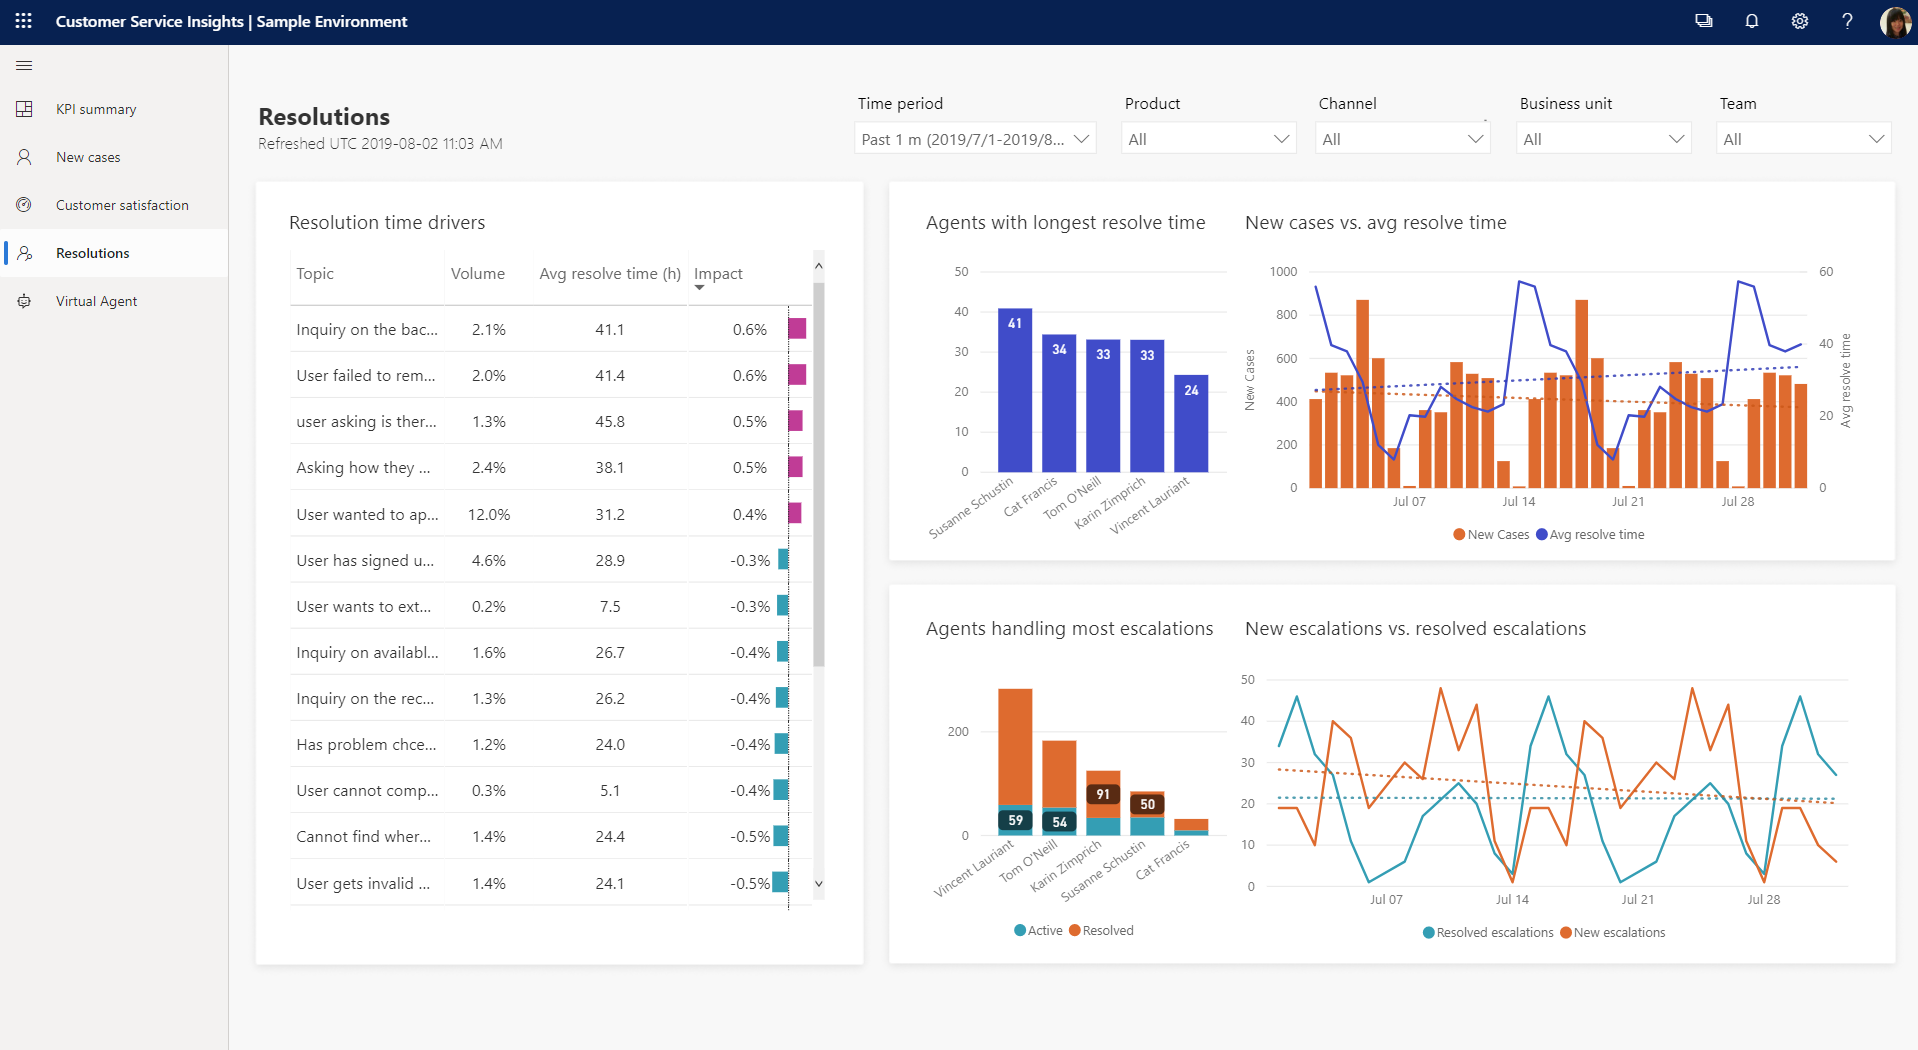 Customer Service Insights | Sample Environment
KPI summary
New cases
Customer satisfaction
Resolutions
Virtual Agent
Resolutions
Refreshed UTC 2019-08-02 11:03 AM
Time period
Past 1 m (2019/7/1-2019/8...
Product
All
Channel
All
Business unit
All
Team
All
Resolution time drivers
Topic Volume Avg resolve time (h) Impact
Inquiry on the bac... 2.1% 41.1 0.6%
User failed to rem... 2.0% 41.4 0.6%
user asking is ther... 1.3% 45.8 0.5%
Asking how they ... 2.4% 38.1 0.5%
User wanted to ap... 12.0% 31.2 0.4%
User has signed u... 4.6% 28.9 -0.3%
User wants to ext... 0.2% 7.5 -0.3%
Inquiry on availabl... 1.6% 26.7 -0.4%
Inquiry on the rec... 1.3% 26.2 -0.4%
Has problem chce... 1.2% 24.0 -0.4%
User cannot comp... 0.3% 5.1 -0.4%
Cannot find wher... 1.4% 24.4 -0.5%
User gets invalid ... 1.4% 24.1 -0.5%
Agents with longest resolve time
50
40
30
20
10
0
41
34
33
33
24
Susanne Schustin
Cat Francis
Tom O'Neill
Karin Zimprich
Vincent Lauriant
New cases vs. avg resolve time
New Cases
1000
800
600
400
200
0
60
40
20
0
Avg resolve time
Jul 07 Jul 14 Jul 21 Jul 28
New Cases Avg resolve time
Agents handling most escalations
200
0
59
54
91
50
Vincent Lauriant
Tom O'Neill
Karin Zimprich
Susanne Schustin
Cat Francis
Active Resolved
New escalations vs. resolved escalations
50
40
30
20
10
0
Jul 07 Jul 14 Jul 21 Jul 28
Resolved escalations New escalations